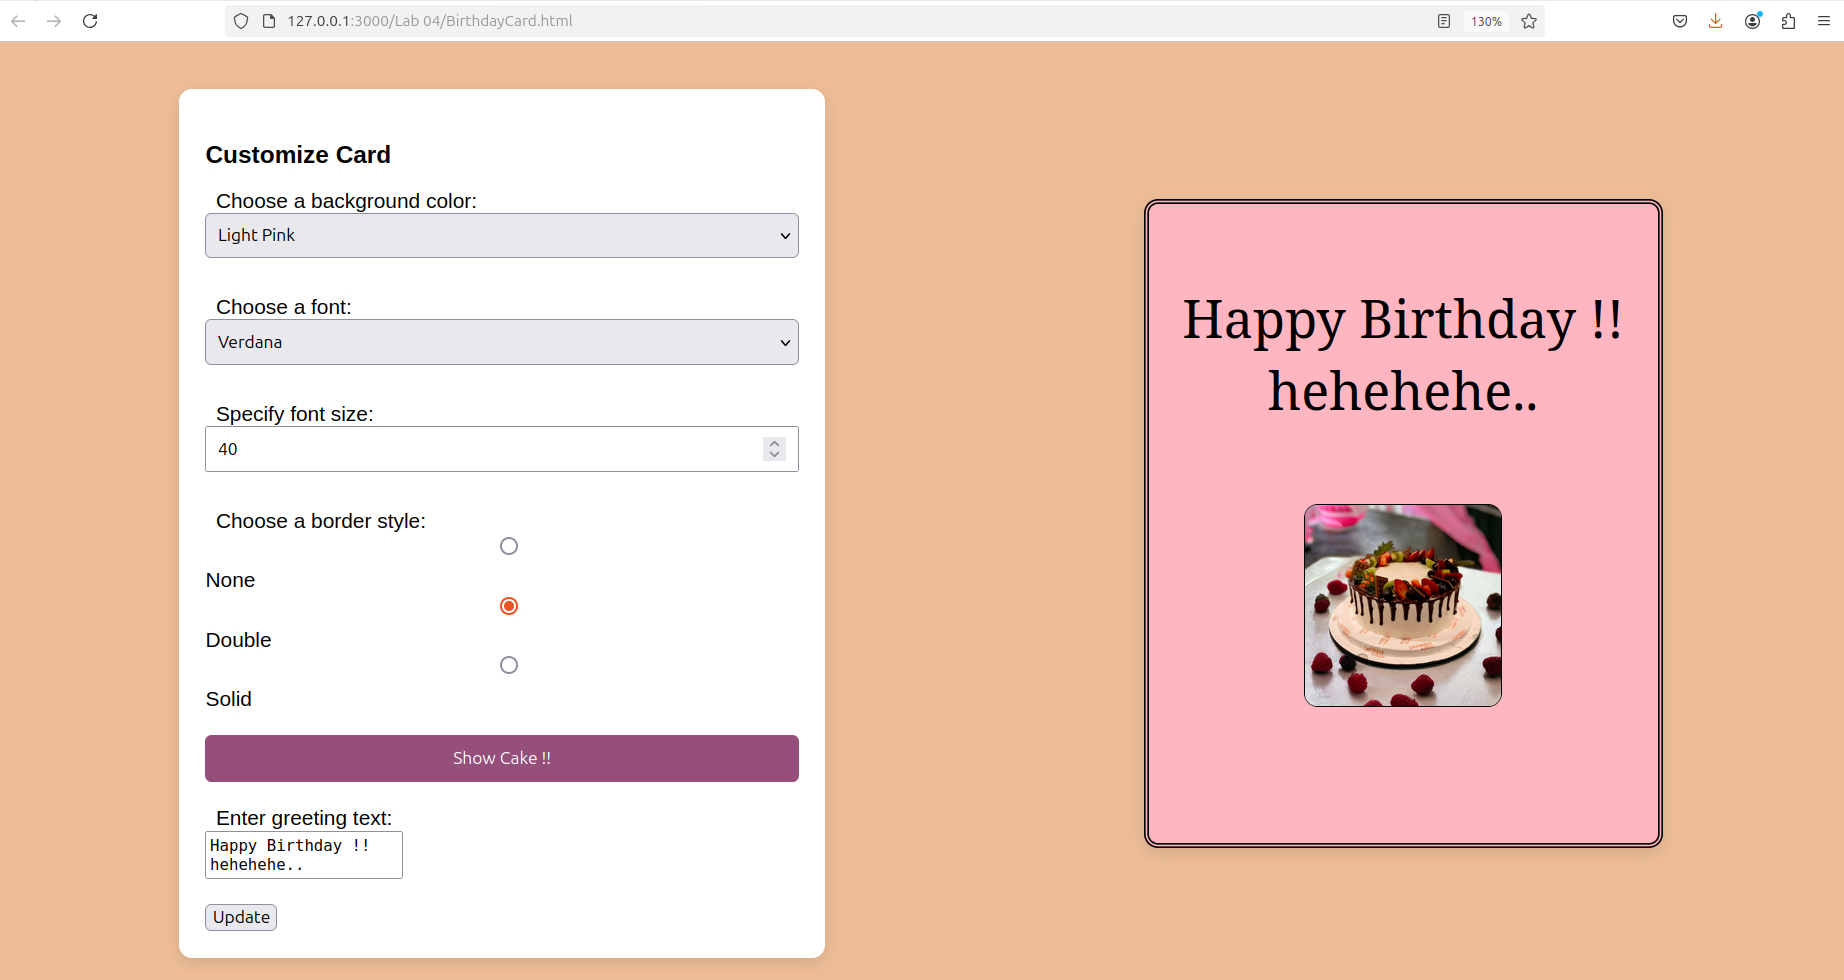 127.0.0.1:3000/Lab 04/BirthdayCard.html
130%
Customize Card
Choose a background color:
Light Pink
Choose a font:
Verdana
Specify font size:
40
Choose a border style:
None
Double
Solid
Show Cake !!
Enter greeting text:
Happy Birthday !!
hehehehe..
Update
Happy Birthday !!
hehehehe..